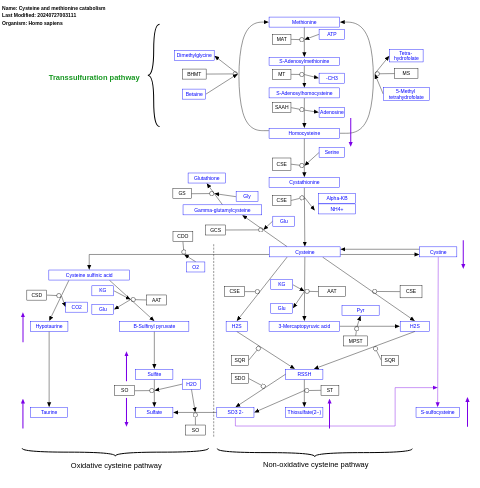 Name: Cysteine and methionine catabolism
Last Modified: 20240727003111
Organism: Homo sapiens
Methionine
MAT
ATP
Dimethylglycine
S-Adenosylmethionine
Tetra-
hydrofolate
BHMT
MT
-CH3
MS
Transsulfuration pathway
Betaine
S-Adenosylhomocysteine
5-Methyl
tetrahydrofolate
SAAH
Adenosine
Homocysteine
Serine
CSE
Glutathione
Cystathionine
GS
Gly
CSE
Alpha-KB
NH4+
Gamma-glutamylcysteine
Glu
GCS
CDO
Cysteine
Cystine
O2
Cysteine sulfinic acid
KG
CSD
AAT
CO2
Glu
CSE
KG
AAT
CSE
Glu
Pyr
Hypotaurine
B-Sulfinyl pyruvate
H2S
3-Mercaptopyruvic acid
H2S
MPST
SQR
SQR
Sulfite
SDO
RSSH
SO
H2O
ST
Taurine
Sulfate
SO3 2-
Thiosulfate(2–)
S-sulfocysteine
SO
Oxidative cysteine pathway
Non-oxidative cysteine pathway